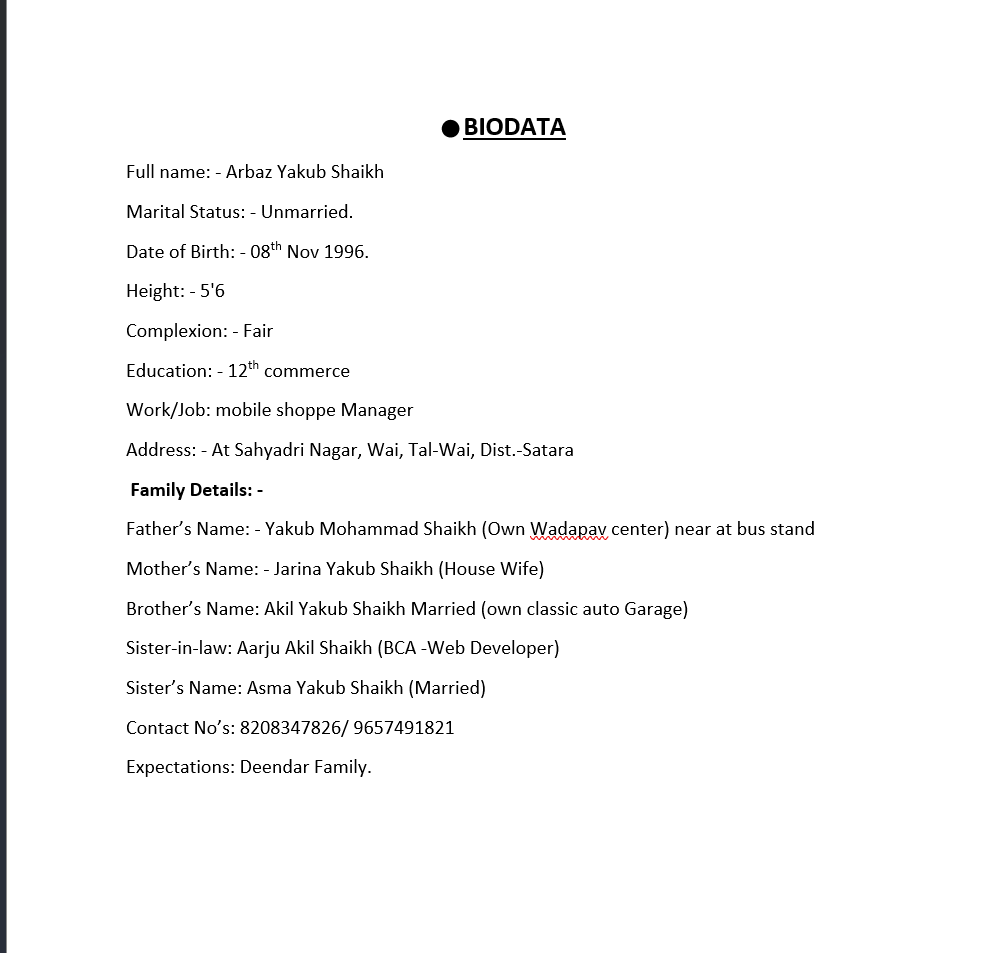 ●BIODATA
Full name: - Arbaz Yakub Shaikh
Marital Status: - Unmarried.
Date of Birth: - 08th Nov 1996.
Height: - 5'6
Complexion: - Fair
Education: - 12th commerce
Work/Job: mobile shoppe Manager
Address: - At Sahyadri Nagar, Wai, Tal-Wai, Dist.-Satara
Family Details: -
Father’s Name: - Yakub Mohammad Shaikh (Own Wadapav center) near at bus stand
Mother’s Name: - Jarina Yakub Shaikh (House Wife)
Brother’s Name: Akil Yakub Shaikh Married (own classic auto Garage)
Sister-in-law: Aarju Akil Shaikh (BCA -Web Developer)
Sister’s Name: Asma Yakub Shaikh (Married)
Contact No’s: 8208347826/ 9657491821
Expectations: Deendar Family.